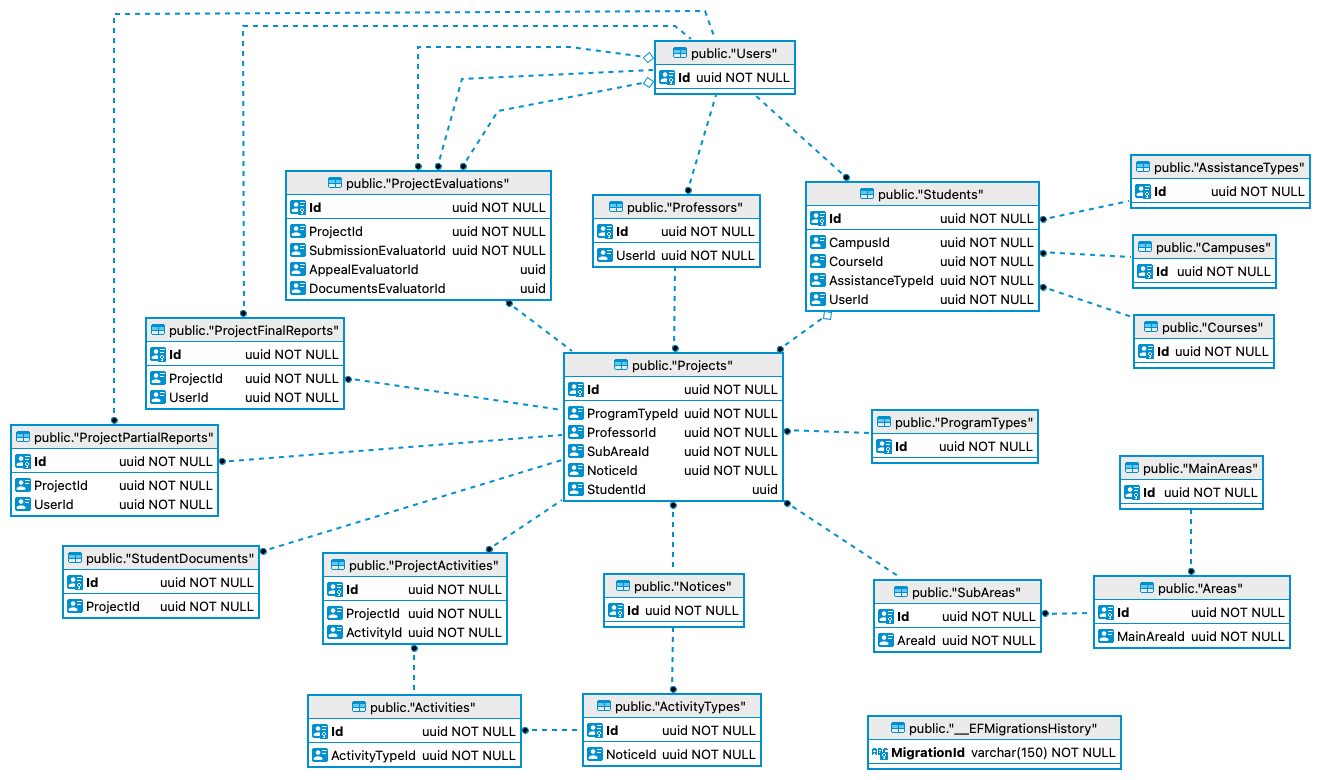 public."Users"
Id uuid NOT NULL
public."ProjectEvaluations"
Id uuid NOT NULL
ProjectId uuid NOT NULL
SubmissionEvaluatorId uuid NOT NULL
AppealEvaluatorId uuid
DocumentsEvaluatorId uuid
public."Professors"
Id uuid NOT NULL
UserId uuid NOT NULL
public."Students"
Id uuid NOT NULL
CampusId uuid NOT NULL
CourseId uuid NOT NULL
AssistanceTypeId uuid NOT NULL
UserId uuid NOT NULL
public."AssistanceTypes"
Id uuid NOT NULL
public."Campuses"
Id uuid NOT NULL
public."Courses"
Id uuid NOT NULL
public."ProjectFinalReports"
Id uuid NOT NULL
ProjectId uuid NOT NULL
UserId uuid NOT NULL
public."Projects"
Id uuid NOT NULL
ProgramTypeId uuid NOT NULL
ProfessorId uuid NOT NULL
SubAreaId uuid NOT NULL
NoticeId uuid NOT NULL
StudentId uuid
public."ProjectPartialReports"
Id uuid NOT NULL
ProjectId uuid NOT NULL
UserId uuid NOT NULL
public."ProgramTypes"
Id uuid NOT NULL
public."MainAreas"
Id uuid NOT NULL
public."StudentDocuments"
Id uuid NOT NULL
ProjectId uuid NOT NULL
public."ProjectActivities"
Id uuid NOT NULL
ProjectId uuid NOT NULL
ActivityId uuid NOT NULL
public."Notices"
Id uuid NOT NULL
public."SubAreas"
Id uuid NOT NULL
AreaId uuid NOT NULL
public."Areas"
Id uuid NOT NULL
MainAreaId uuid NOT NULL
public."Activities"
Id uuid NOT NULL
ActivityTypeId uuid NOT NULL
public."ActivityTypes"
Id uuid NOT NULL
NoticeId uuid NOT NULL
public."__EFMigrationsHistory"
ABC MigrationId varchar(150) NOT NULL